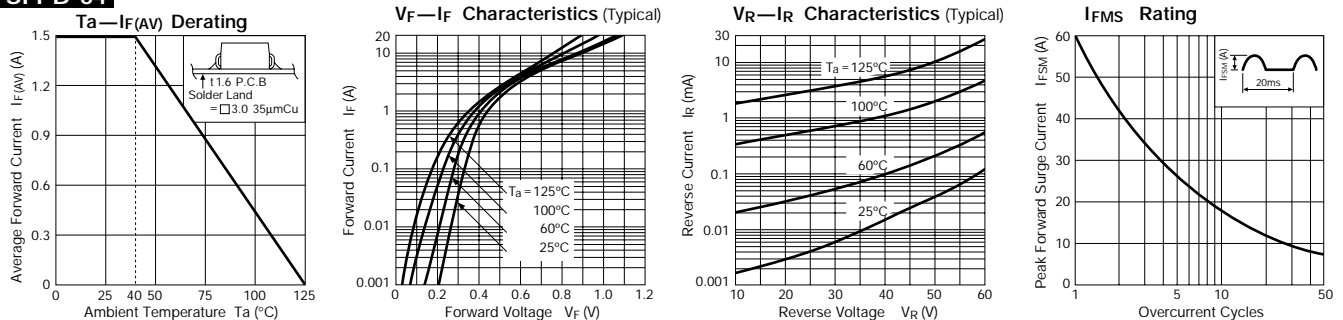 Ta—IF(AV) Derating
Average Forward Current IF(AV) (A)
1.5
1.2
0.9
0.6
0.3
0
t1.6 P.C.B
Solder Land
= □3.0 35μmCu
0 25 40 50 75 100 125
Ambient Temperature Ta (°C)
VF—IF Characteristics (Typical)
Forward Current IF (A)
20
10
1
0.1
0.01
0.001
Ta = 125°C
100°C
60°C
25°C
0 0.2 0.4 0.6 0.8 1.0 1.2
Forward Voltage VF (V)
VR—IR Characteristics (Typical)
Reverse Current IR (mA)
30
10
1
0.1
0.01
0.001
Ta = 125°C
100°C
60°C
25°C
10 20 30 40 50 60
Reverse Voltage VR (V)
IFMS Rating
Peak Forward Surge Current IFSM (A)
60
50
40
30
20
10
0
IFSM (A)
20ms
1 5 10 50
Overcurrent Cycles